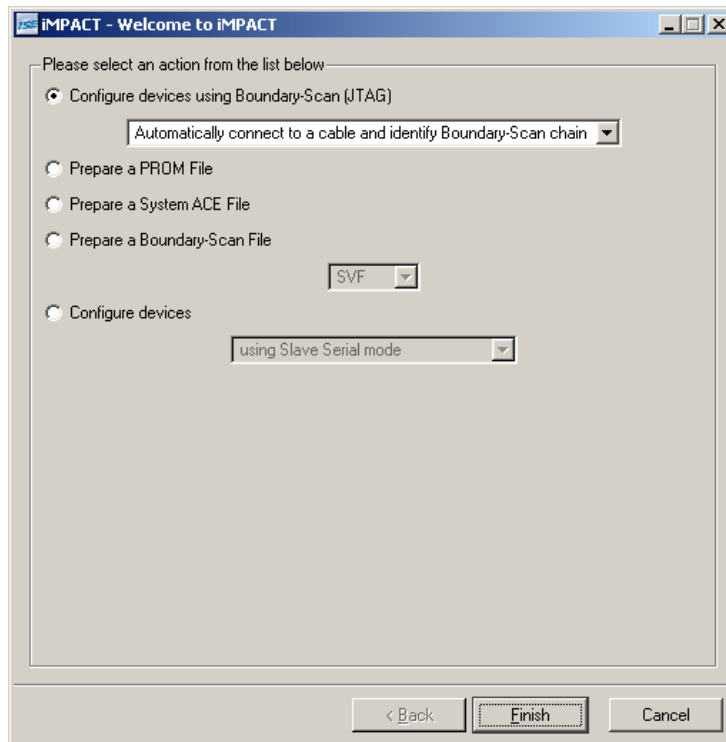 ISE iMPACT - Welcome to iMPACT
Please select an action from the list below
Configure devices using Boundary-Scan (JTAG)
Automatically connect to a cable and identify Boundary-Scan chain
Prepare a PROM File
Prepare a System ACE File
Prepare a Boundary-Scan File
SVF
Configure devices
using Slave Serial mode
< Back Finish Cancel